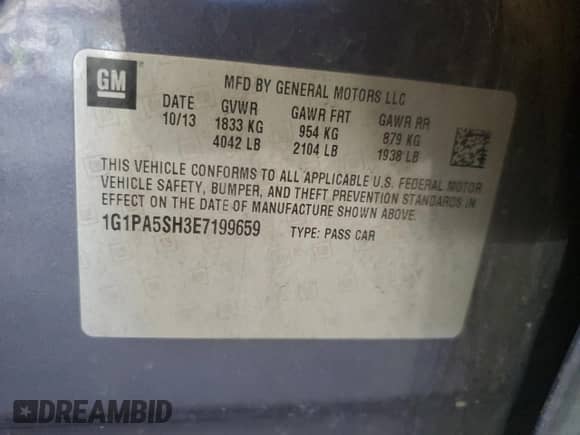 GM
MFD BY GENERAL MOTORS LLC
DATE GVWR GAWR FRT GAWR RR
10/13 1833 KG 954 KG 879 KG
4042 LB 2104 LB 1938 LB
THIS VEHICLE CONFORMS TO ALL APPLICABLE U.S. FEDERAL MOTOR
VEHICLE SAFETY, BUMPER, AND THEFT PREVENTION STANDARDS IN
EFFECT ON THE DATE OF MANUFACTURE SHOWN ABOVE.
1G1PA5SH3E7199659 TYPE: PASS CAR
DREAMBID